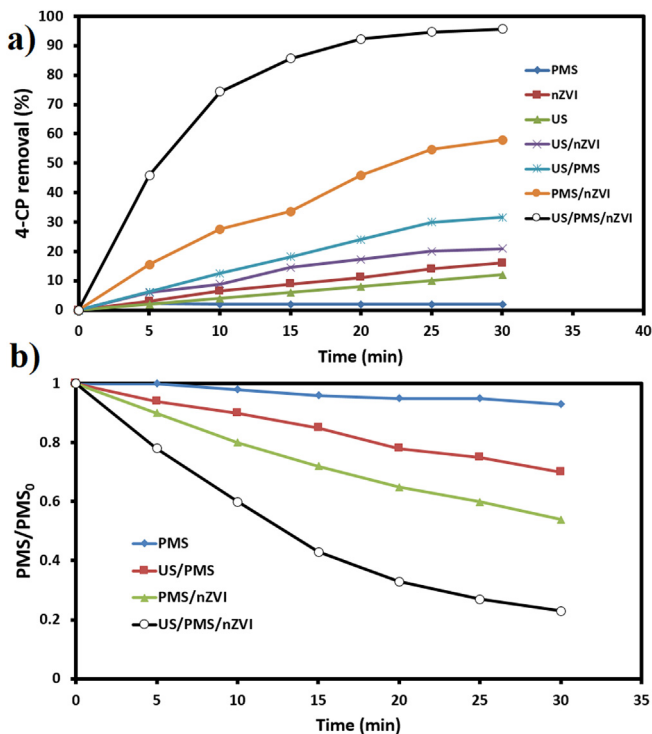 a)
4-CP removal (%)
100
90
80
70
60
50
40
30
20
10
0
PMS
nZVI
US
US/nZVI
US/PMS
PMS/nZVI
US/PMS/nZVI
0 5 10 15 20 25 30 35 40
Time (min)
b)
PMS/PMS₀
1
0.8
0.6
0.4
0.2
0
PMS
US/PMS
PMS/nZVI
US/PMS/nZVI
0 5 10 15 20 25 30 35
Time (min)